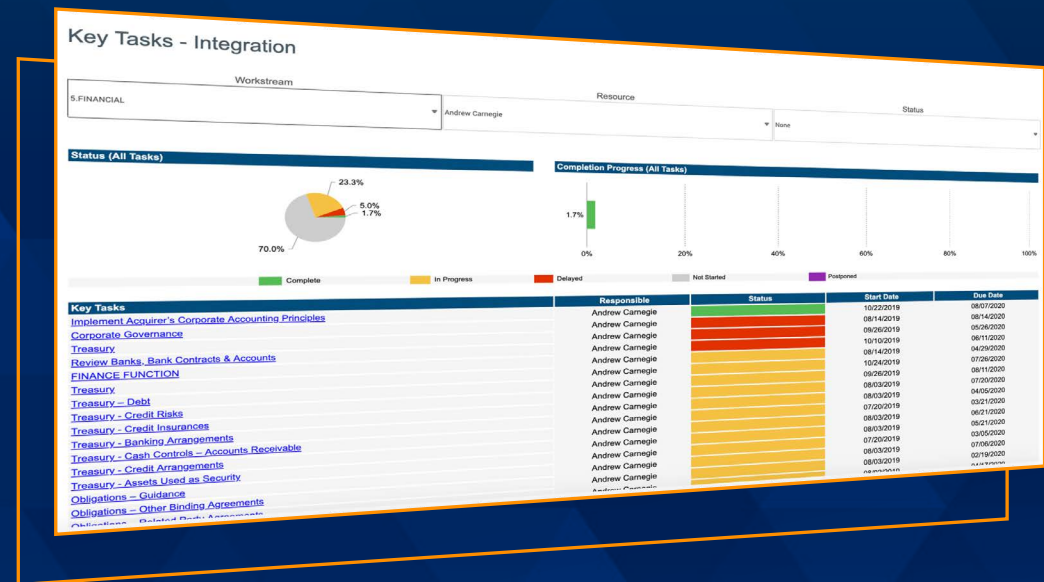 Key Tasks - Integration
Workstream Resource Status
5.FINANCIAL Andrew Carnegie None
Status (All Tasks)
23.3%
5.0%
1.7%
70.0%
Completion Progress (All Tasks)
1.7%
0% 20% 40% 60% 80% 100%
Complete In Progress Delayed Not Started Postponed
Key Tasks Responsible Status Start Date Due Date
Implement Acquirer's Corporate Accounting Principles Andrew Carnegie 10/22/2019 08/07/2020
Corporate Governance Andrew Carnegie 08/14/2019 08/14/2020
Treasury Andrew Carnegie 09/26/2019 05/26/2020
Review Banks, Bank Contracts & Accounts Andrew Carnegie 10/10/2019 06/11/2020
FINANCE FUNCTION Andrew Carnegie 08/14/2019 04/29/2020
Treasury Andrew Carnegie 10/24/2019 07/26/2020
Treasury – Debt Andrew Carnegie 09/26/2019 08/11/2020
Treasury - Credit Risks Andrew Carnegie 08/03/2019 07/20/2020
Treasury - Credit Insurances Andrew Carnegie 08/03/2019 04/05/2020
Treasury - Banking Arrangements Andrew Carnegie 07/20/2019 03/21/2020
Treasury - Cash Controls – Accounts Receivable Andrew Carnegie 08/03/2019 06/21/2020
Treasury - Credit Arrangements Andrew Carnegie 08/03/2019 05/21/2020
Treasury - Assets Used as Security Andrew Carnegie 07/20/2019 03/05/2020
Obligations – Guidance Andrew Carnegie 08/03/2019 07/06/2020
Obligations – Other Binding Agreements Andrew Carnegie 08/03/2019 02/19/2020
Obligations – Related Party Agreements Andrew Carnegie